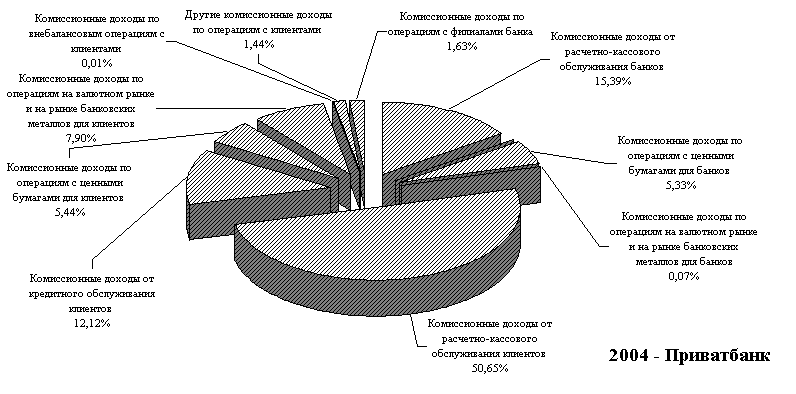 Комиссионные доходы по
внебалансовым операциям с
клиентами
0,01%
Другие комиссионные доходы
по операциям с клиентами
1,44%
Комиссионные доходы по
операциям с филиалами банка
1,63%
Комиссионные доходы от
расчетно-кассового
обслуживания банков
15,39%
Комиссионные доходы по
операциям на валютном рынке
и на рынке банковских
металлов для клиентов
7,90%
Комиссионные доходы по
операциям с ценными
бумагами для банков
5,33%
Комиссионные доходы по
операциям с ценными
бумагами для клиентов
5,44%
Комиссионные доходы по
операциям на валютном рынке
и на рынке банковских
металлов для банков
0,07%
Комиссионные доходы от
кредитного обслуживания
клиентов
12,12%
Комиссионные доходы от
расчетно-кассового
обслуживания клиентов
50,65%
2004 - Приватбанк